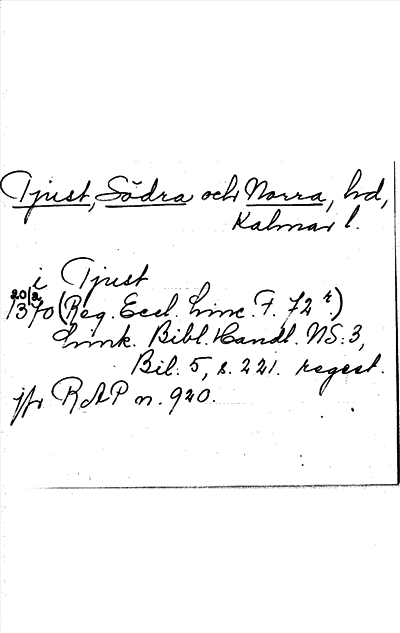 Tjust, Södra och Norra, hd,
Kalmar l.
i Tjust
20/2 1370 (Reg. Eccl. Linc. F. 72 r.)
Link. Bibl. Handl. NS. 3,
Bil. 5, s. 221. regest.
jfr RAP n. 920.